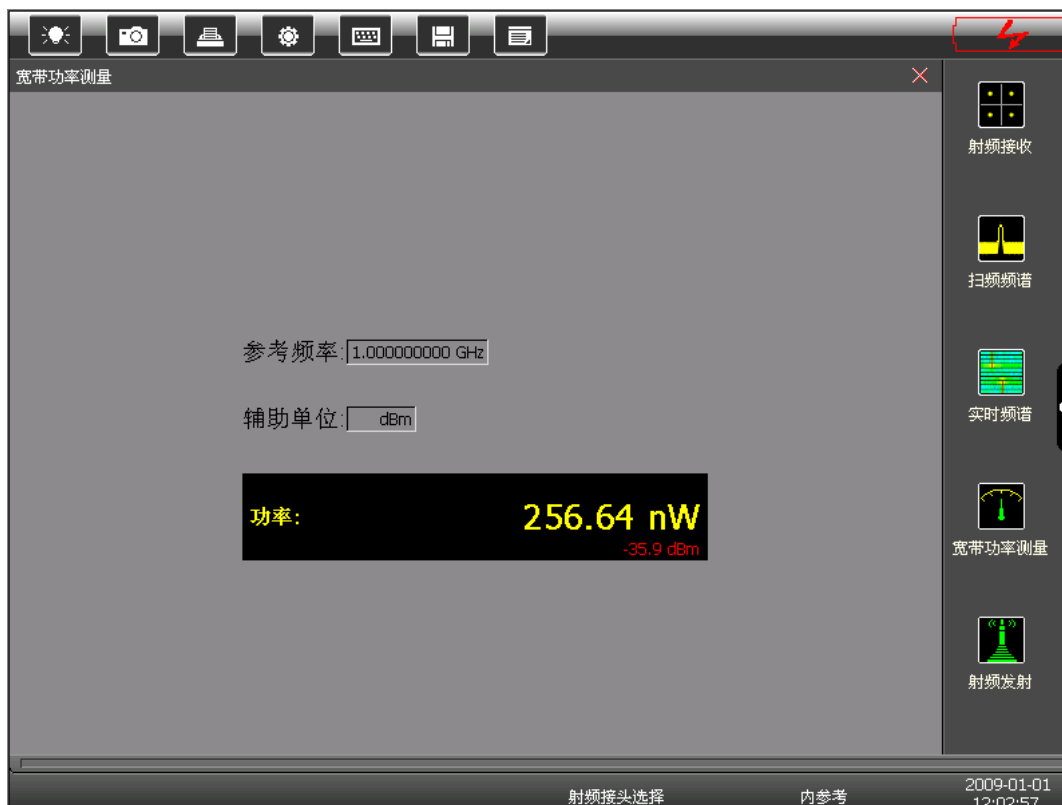 宽带功率测量
射频接收
扫频频谱
实时频谱
参考频率: 1.000000000 GHz
辅助单位: dBm
功率: 256.64 nW
-35.9 dBm
宽带功率测量
射频发射
射频接头选择 内参考 2009-01-01
12:02:57